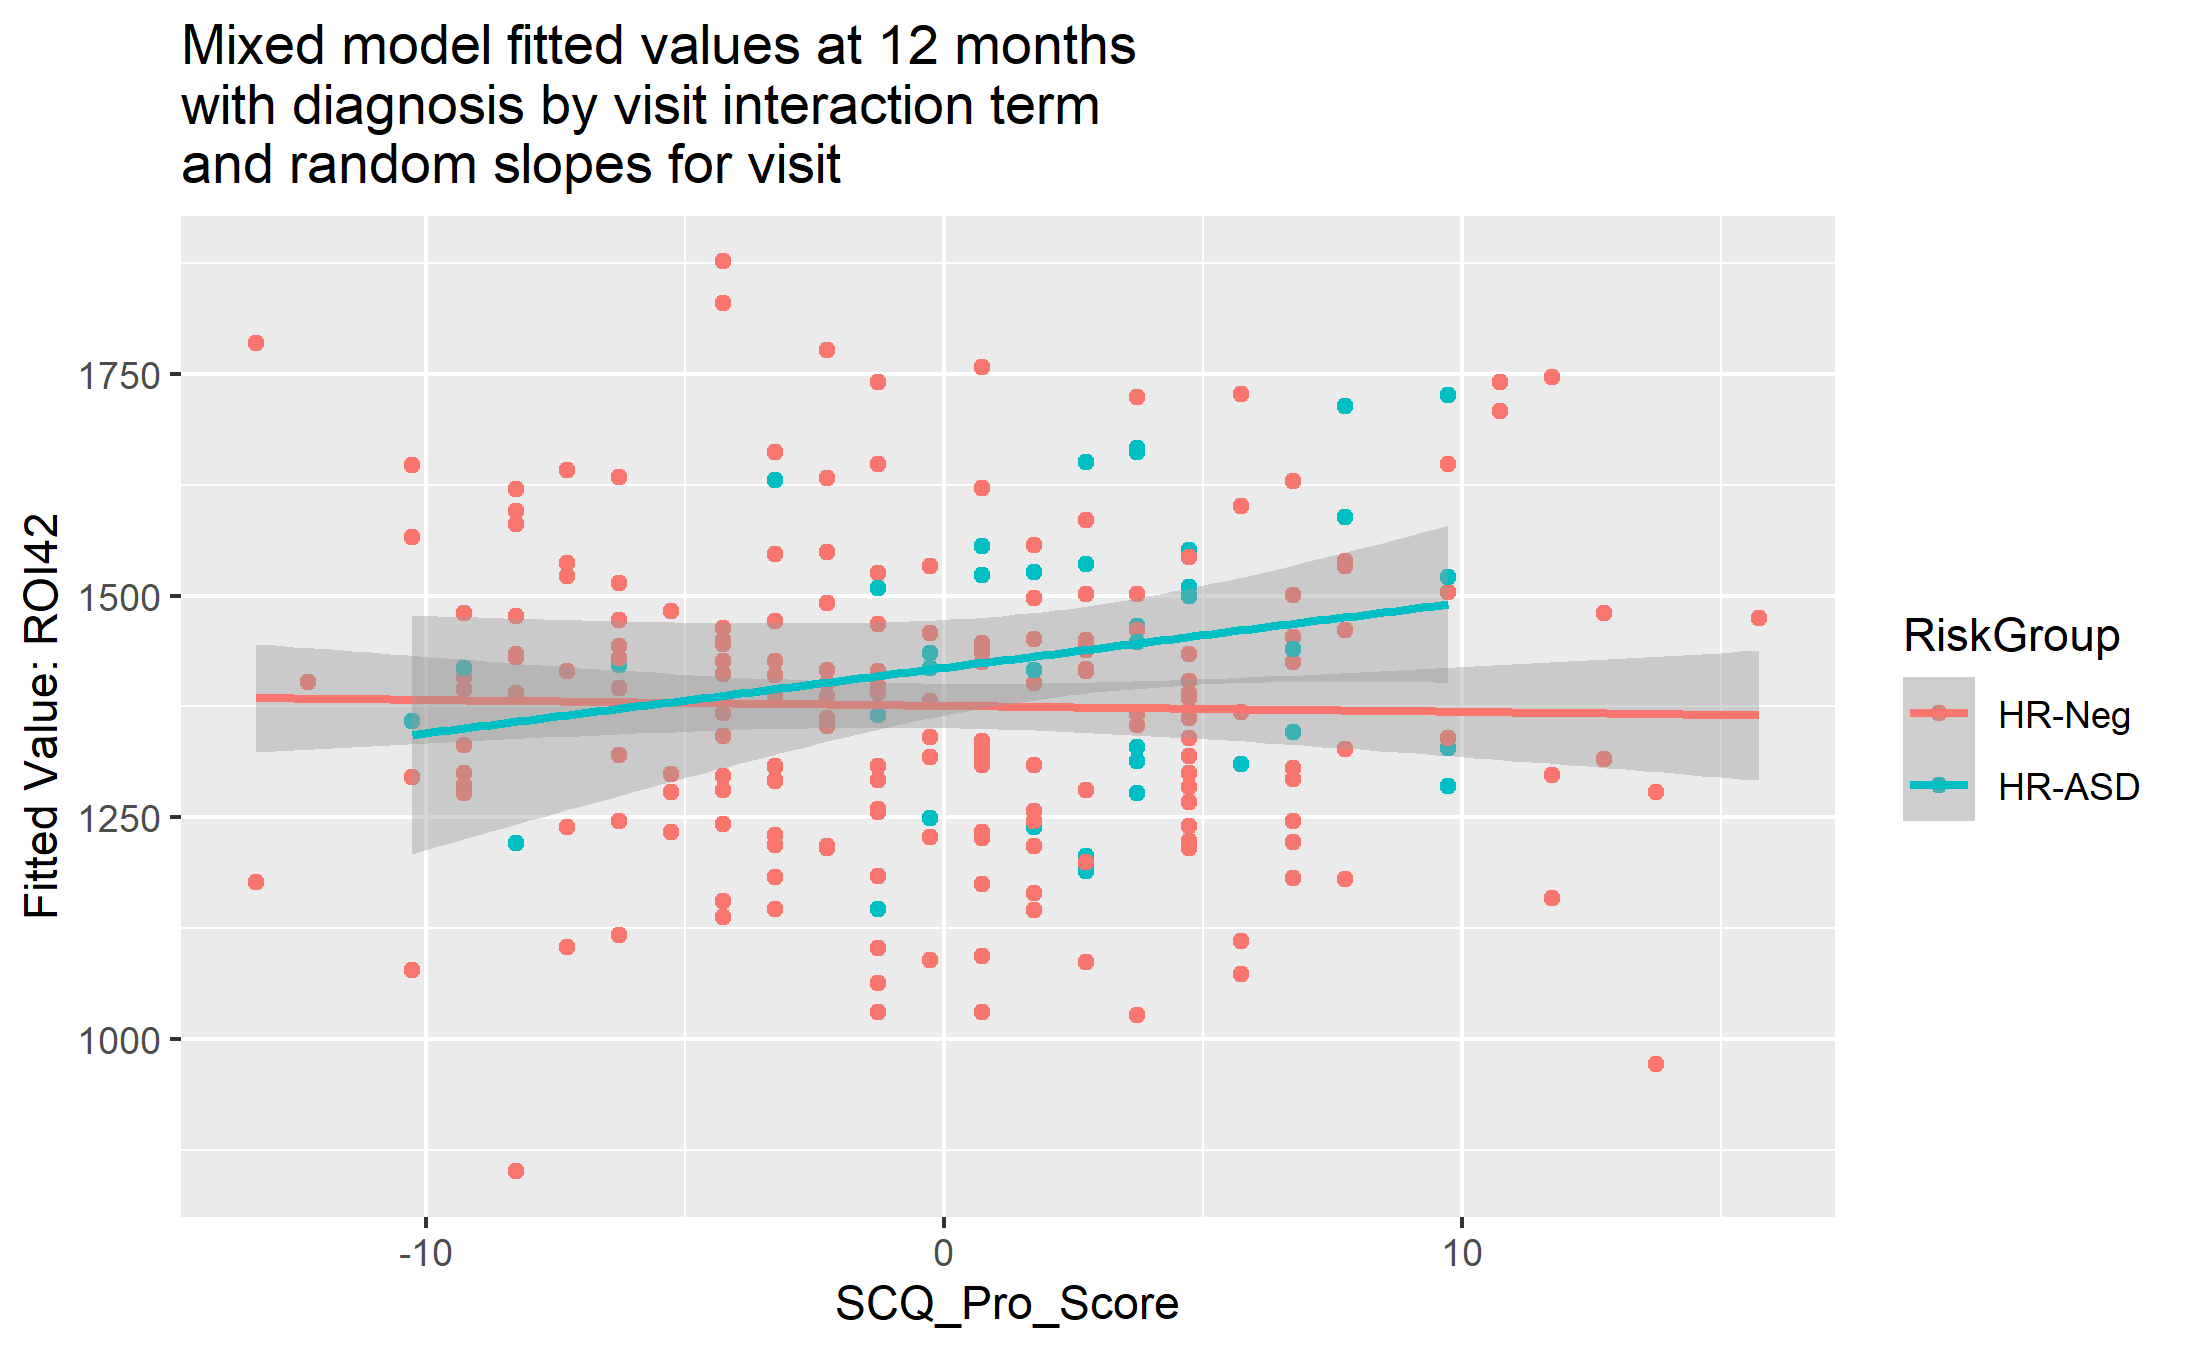 Mixed model fitted values at 12 months
with diagnosis by visit interaction term
and random slopes for visit
Fitted Value: ROI42
1750
1500
1250
1000
-10
0
10
SCQ_Pro_Score
RiskGroup
HR-Neg
HR-ASD